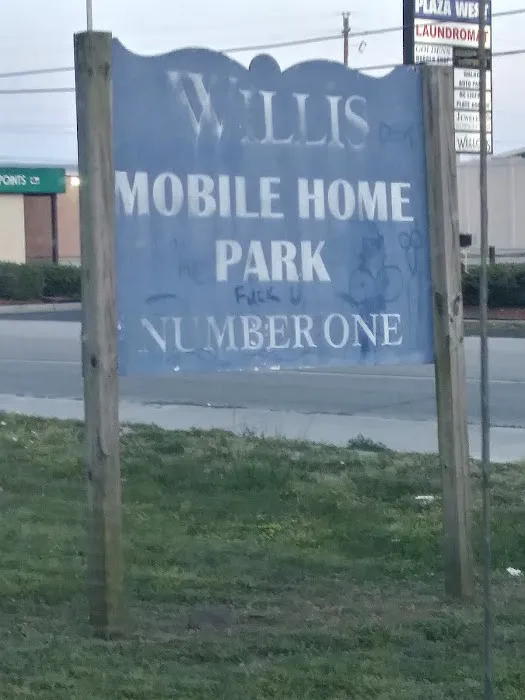 PLAZA WEST
LAUNDROMAT
WILLIS
MOBILE HOME
PARK
Fuck U
NUMBER ONE
POINTS